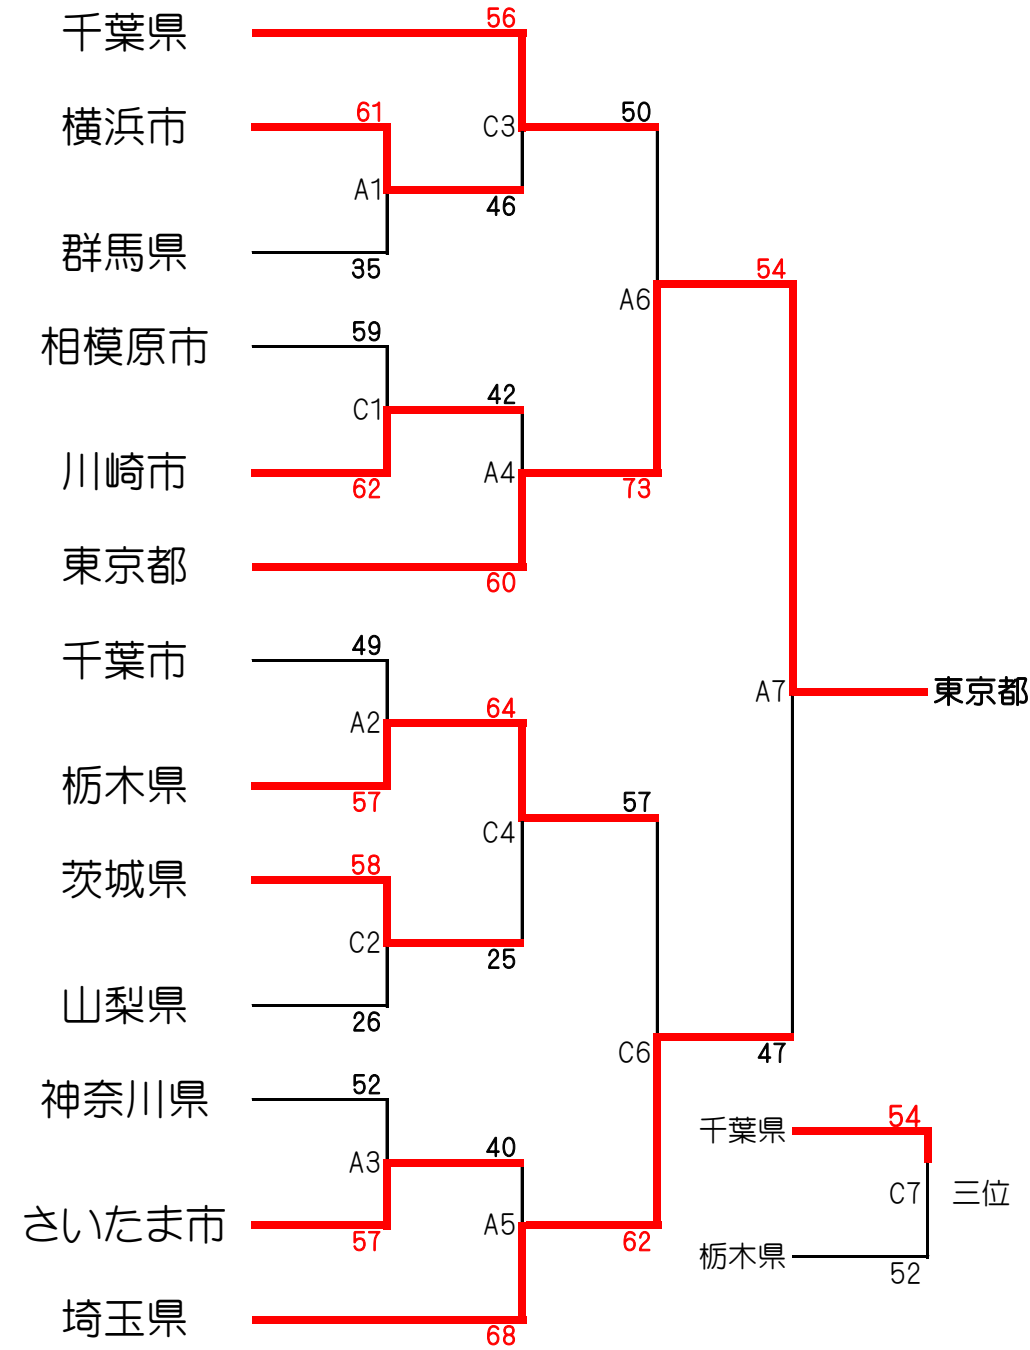 千葉県
56
横浜市
61
C3
50
A1
46
群馬県
35
A6
54
相模原市
59
C1
42
川崎市
62
A4
73
東京都
60
千葉市
49
A2
64
A7
東京都
栃木県
57
C4
57
茨城県
58
C2
25
山梨県
26
C6
47
神奈川県
52
A3
40
さいたま市
57
A5
62
埼玉県
68
千葉県
54
C7
三位
栃木県
52